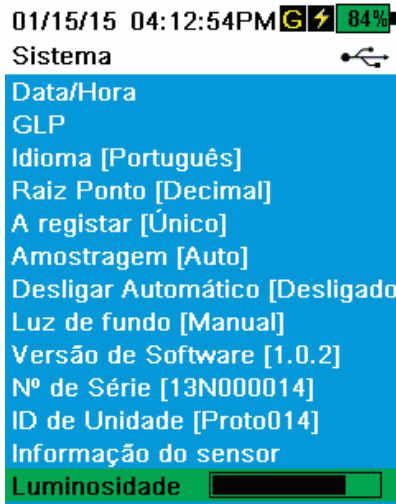 01/15/15 04:12:54PM G 84%
Sistema
Data/Hora
GLP
Idioma [Português]
Raiz Ponto [Decimal]
A registar [Único]
Amostragem [Auto]
Desligar Automático [Desligado
Luz de fundo [Manual]
Versão de Software [1.0.2]
Nº de Série [13N000014]
ID de Unidade [Proto014]
Informação do sensor
Luminosidade